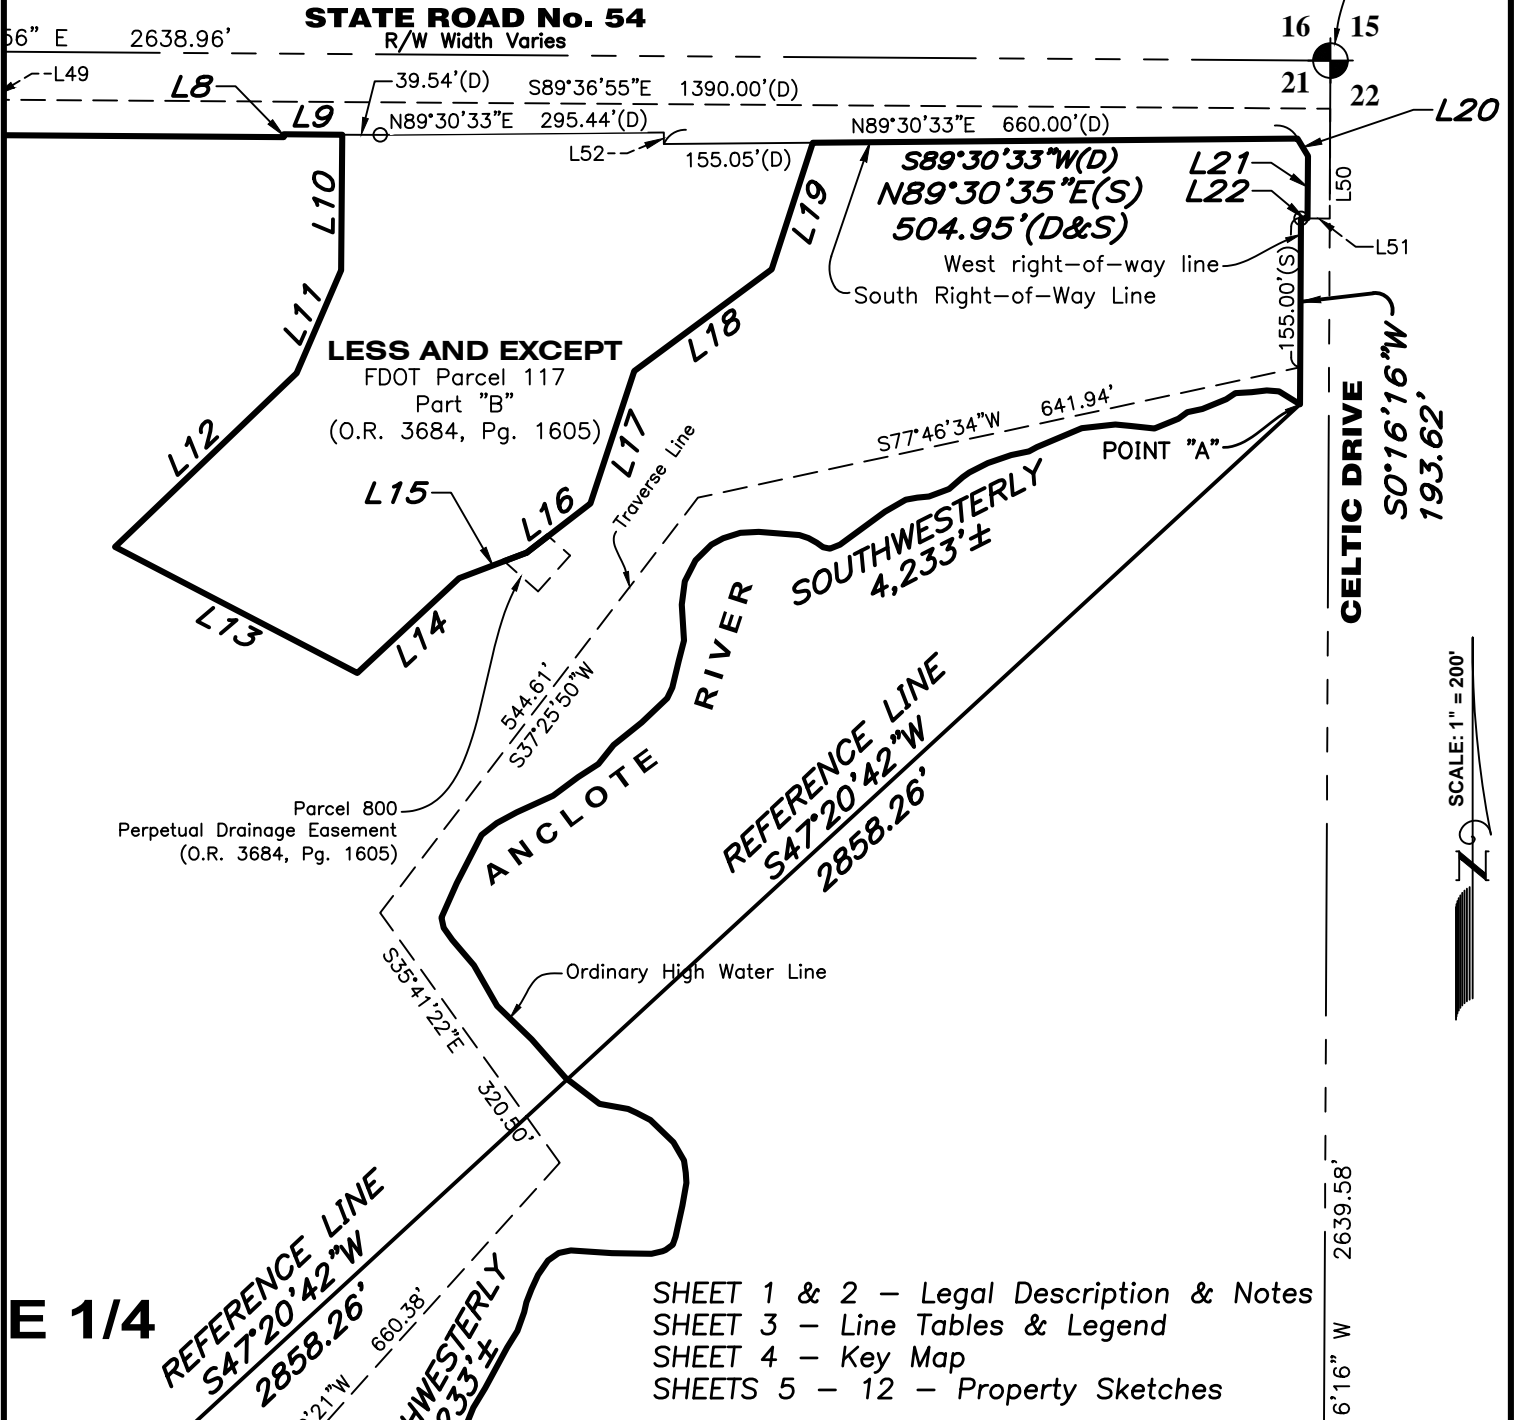 STATE ROAD No. 54
R/W Width Varies
56" E 2638.96'
16 15
21 22
L49
L8
L9
39.54'(D)
S89°36'55"E 1390.00'(D)
L20
N89°30'33"E 295.44'(D)
L52
155.05'(D)
N89°30'33"E 660.00'(D)
S89°30'33"W(D)
N89°30'35"E(S)
504.95'(D&S)
L21
L22
L50
L51
West right-of-way line
South Right-of-Way Line
155.00'(S)
L10
L11
L19
L18
LESS AND EXCEPT
FDOT Parcel 117
Part "B"
(O.R. 3684, Pg. 1605)
L12
L17
L15
L16
L13
L14
Traverse Line
S77°46'34"W 641.94'
POINT "A"
CELTIC DRIVE
S0°16'16"W
193.62'
SOUTHWESTERLY
4,233'±
ANCLOTE RIVER
544.61'
S37°25'50"W
REFERENCE LINE
S47°20'42"W
2858.26'
SCALE: 1" = 200'
N
Parcel 800
Perpetual Drainage Easement
(O.R. 3684, Pg. 1605)
S35°41'22"E
320.50'
Ordinary High Water Line
2639.58'
6'16" W
REFERENCE LINE
S47°20'42"W
2858.26'
E 1/4
660.38'
'21"W
HWESTERLY
233'±
SHEET 1 & 2 - Legal Description & Notes
SHEET 3 - Line Tables & Legend
SHEET 4 - Key Map
SHEETS 5 - 12 - Property Sketches